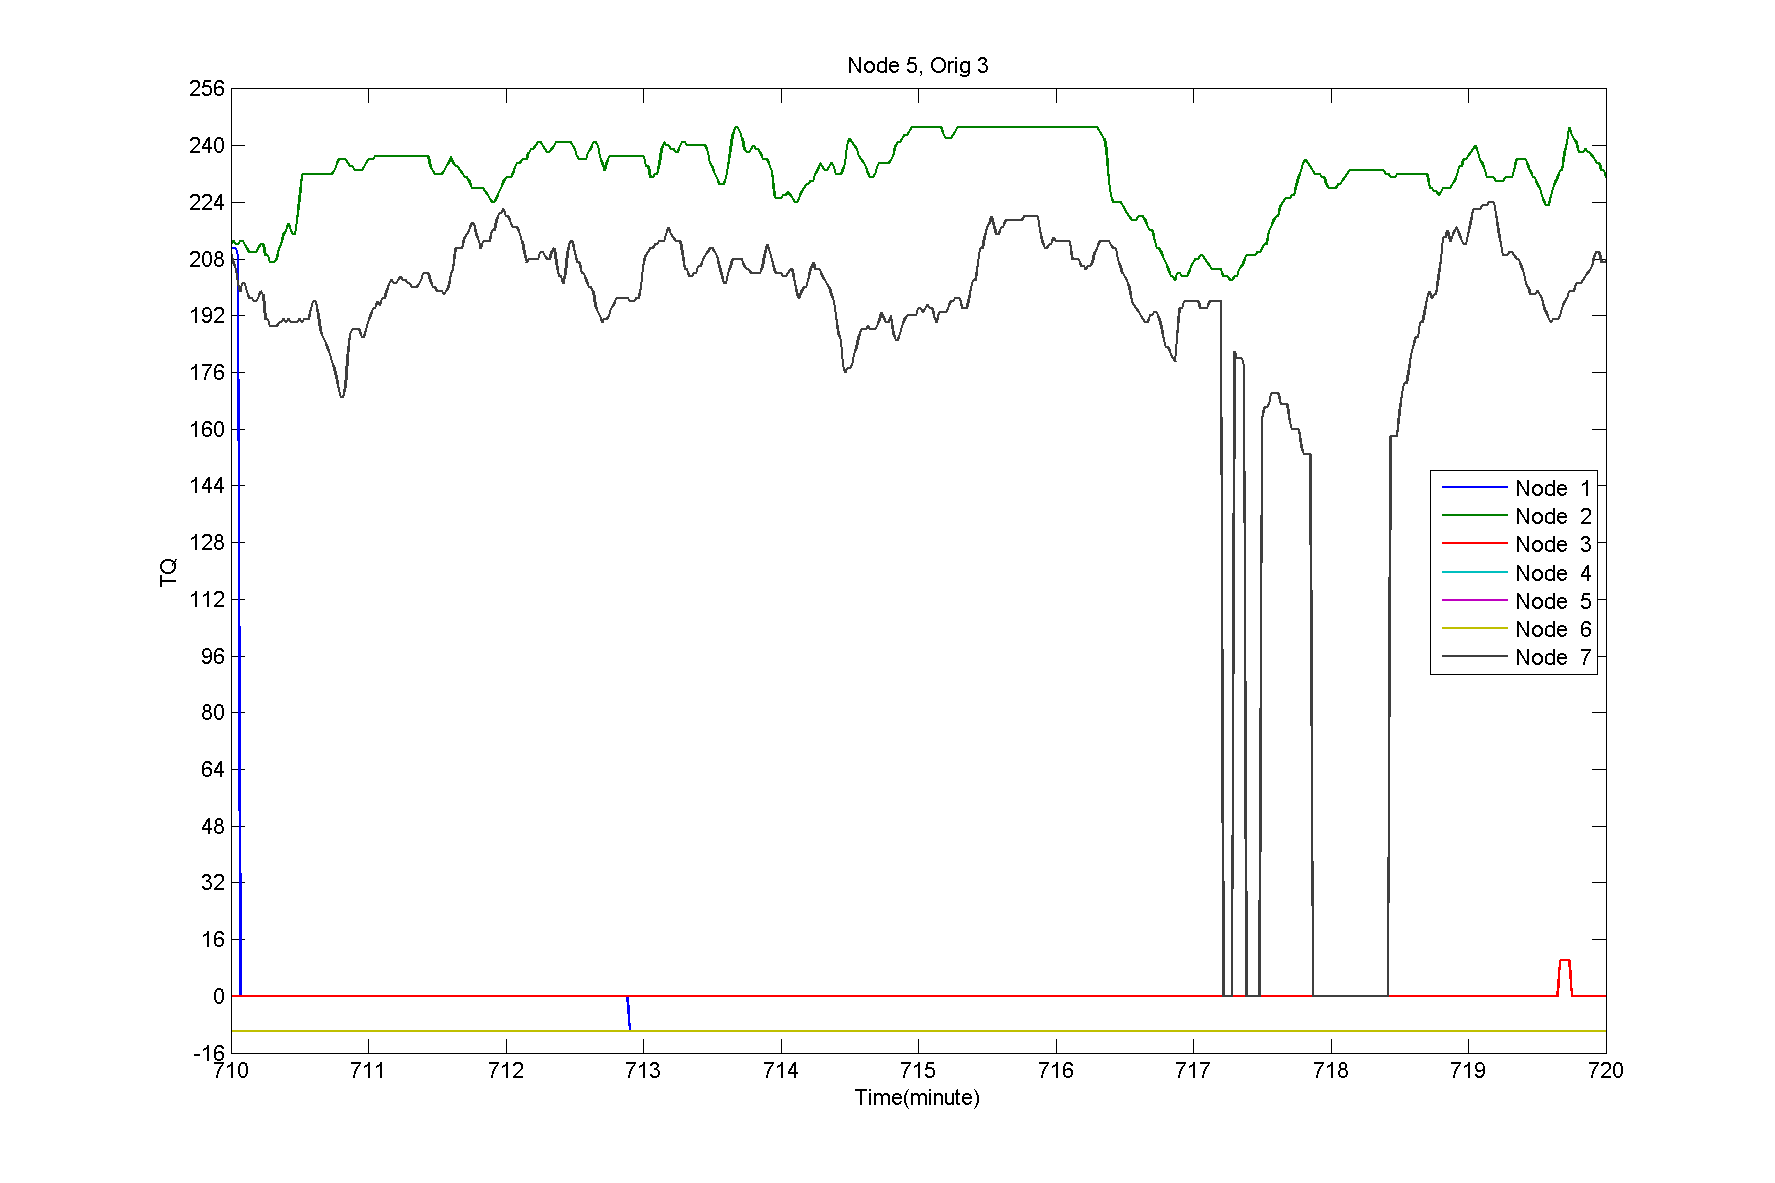 Node 5, Orig 3
256
240
224
208
192
176
160
144
128
112
96
80
64
48
32
16
0
-16
TQ
Node 1
Node 2
Node 3
Node 4
Node 5
Node 6
Node 7
710 711 712 713 714 715 716 717 718 719 720
Time(minute)